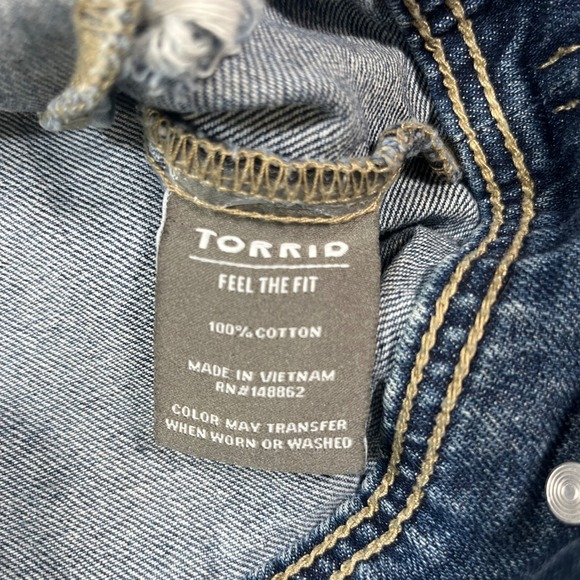 TORRID
FEEL THE FIT
100% COTTON
MADE IN VIETNAM
RN#148862
COLOR MAY TRANSFER
WHEN WORN OR WASHED